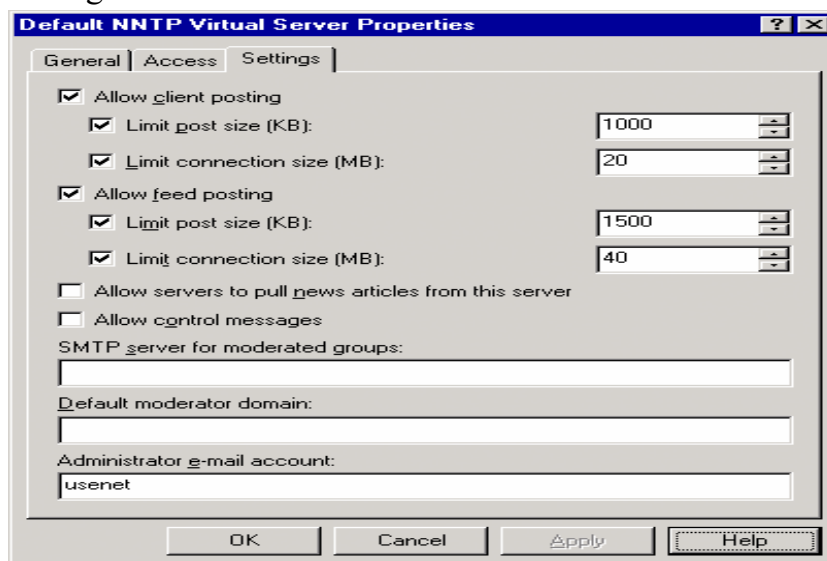 Default NNTP Virtual Server Properties
General Access Settings
Allow client posting
Limit post size (KB): 1000
Limit connection size (MB): 20
Allow feed posting
Limit post size (KB): 1500
Limit connection size (MB): 40
Allow servers to pull news articles from this server
Allow control messages
SMTP server for moderated groups:
Default moderator domain:
Administrator e-mail account:
usenet
OK Cancel Apply Help